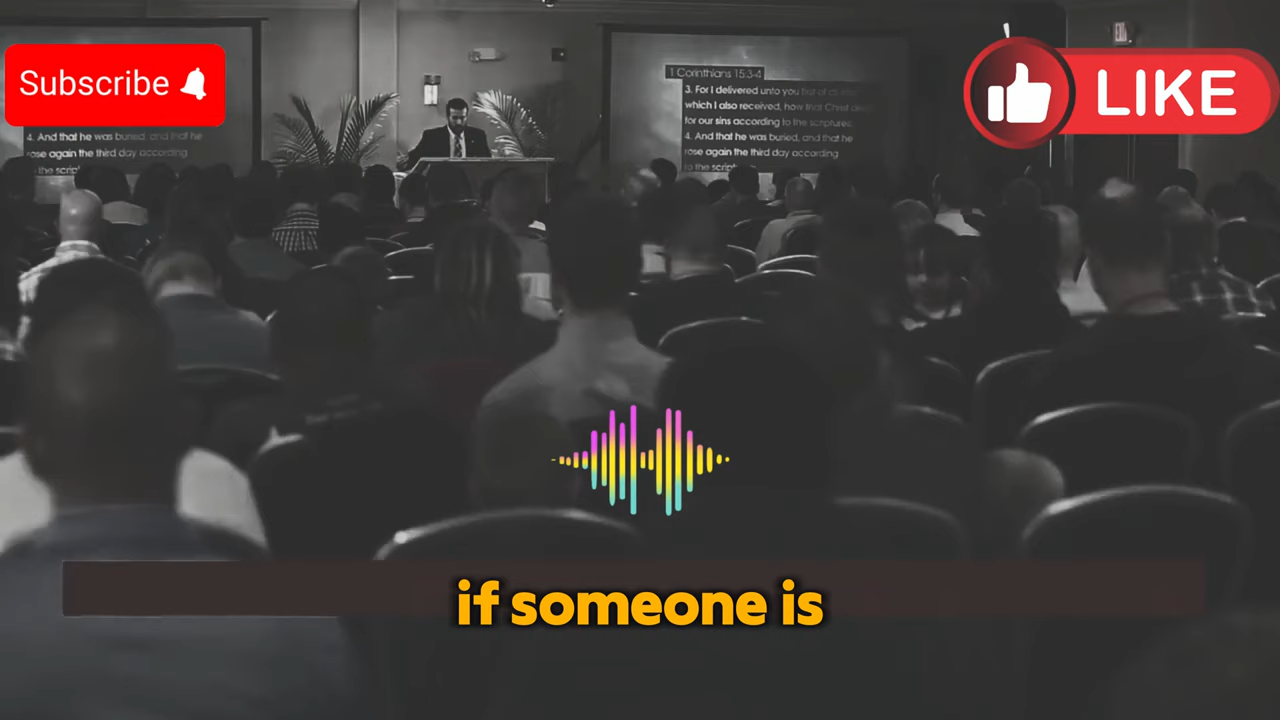 Subscribe
LIKE
1 Corinthians 15:3-4
3. For I delivered unto you first of
which I also received, how that Christ
for our sins according to the scriptures;
4. And that he was buried, and that he
rose again the third day according
to the
4. And that he was buried, and that he
rose again the third day according
the
if someone is